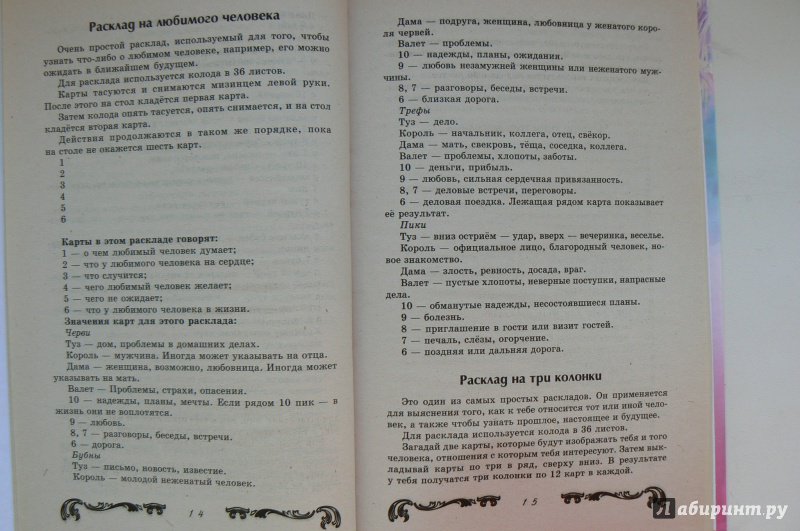 Расклад на любимого человека
Очень простой расклад, используемый для того, чтобы
узнать что-либо о любимом человеке, например, его можно
ожидать в ближайшем будущем.
Для расклада используется колода в 36 листов.
Карты тасуются и снимаются мизинцем левой руки.
После этого на стол кладётся первая карта.
Затем колода опять тасуется, опять снимается, и на стол
кладётся вторая карта.
Действия продолжаются в таком же порядке, пока
на столе не окажется шесть карт.
1
2
3
4
5
6
Карты в этом раскладе говорят:
1 — о чем любимый человек думает;
2 — что у любимого человека на сердце;
3 — что случится;
4 — чего любимый человек желает;
5 — чего не ожидает;
6 — что у любимого человека в жизни.
Значения карт для этого расклада:
Черви
Туз — дом, проблемы в домашних делах.
Король — мужчина. Иногда может указывать на отца.
Дама — женщина, возможно, любовница. Иногда может
указывать на мать.
Валет — Проблемы, страхи, опасения.
10 — надежды, планы, мечты. Если рядом 10 пик — в
жизнь они не воплотятся.
9 — любовь.
8, 7 — разговоры, беседы, встречи.
6 — дорога.
Бубны
Туз — письмо, новость, известие.
Король — молодой неженатый человек.
14
Дама — подруга, женщина, любовница у женатого коро-
ля червей.
Валет — проблемы.
10 — надежды, планы, ожидания.
9 — любовь незамужней женщины или неженатого муж-
чины.
8, 7 — разговоры, беседы, встречи.
6 — близкая дорога.
Трефы
Туз — дело.
Король — начальник, коллега, отец, свёкор.
Дама — мать, свекровь, тёща, соседка, коллега.
Валет — проблемы, хлопоты, заботы.
10 — деньги, прибыль.
9 — любовь, сильная сердечная привязанность.
8, 7 — деловые встречи, переговоры.
6 — деловая поездка. Лежащая рядом карта показывает
её результат.
Пики
Туз — вниз остриём — удар, вверх — вечеринка, веселье.
Король — официальное лицо, благородный человек, но-
вое знакомство.
Дама — злость, ревность, досада, враг.
Валет — пустые хлопоты, неверные поступки, напрасные
дела.
10 — обманутые надежды, несостоявшиеся планы.
9 — болезнь.
8 — приглашение в гости или визит гостей.
7 — печаль, слёзы, огорчение.
6 — поздняя или дальняя дорога.
Расклад на три колонки
Это один из самых простых раскладов. Он применяется
для выяснения того, как к тебе относится тот или иной чело-
век, а также чтобы узнать прошлое, настоящее и будущее.
Для расклада используется колода в 36 листов.
Загадай две карты, которые будут изображать тебя и того
человека, отношения с которым тебя интересуют. Затем вык-
ладывай карты по три в ряд, сверху вниз. В результате
у тебя получатся три колонки по 12 карт в каждой.
15
Лабиринт.ру